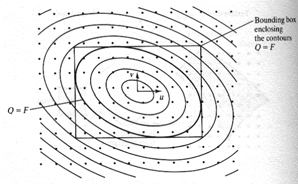 Bounding box
enclosing
the contours
Q = F
v
u
Q = F